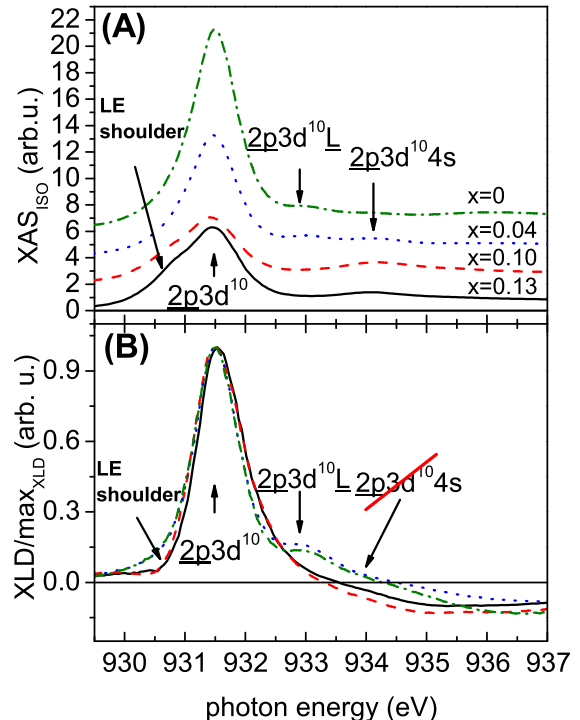 (A)
22
20
18
16
14
12
10
8
6
4
2
0
XAS_ISO (arb.u.)
LE
shoulder
2p3d¹⁰L
2p3d¹⁰4s
x=0
x=0.04
x=0.10
x=0.13
2p3d¹⁰
(B)
0.9
0.6
0.3
0.0
XLD/max_XLD (arb. u.)
LE
shoulder
2p3d¹⁰L 2p3d¹⁰4s
2p3d¹⁰
930 931 932 933 934 935 936 937
photon energy (eV)